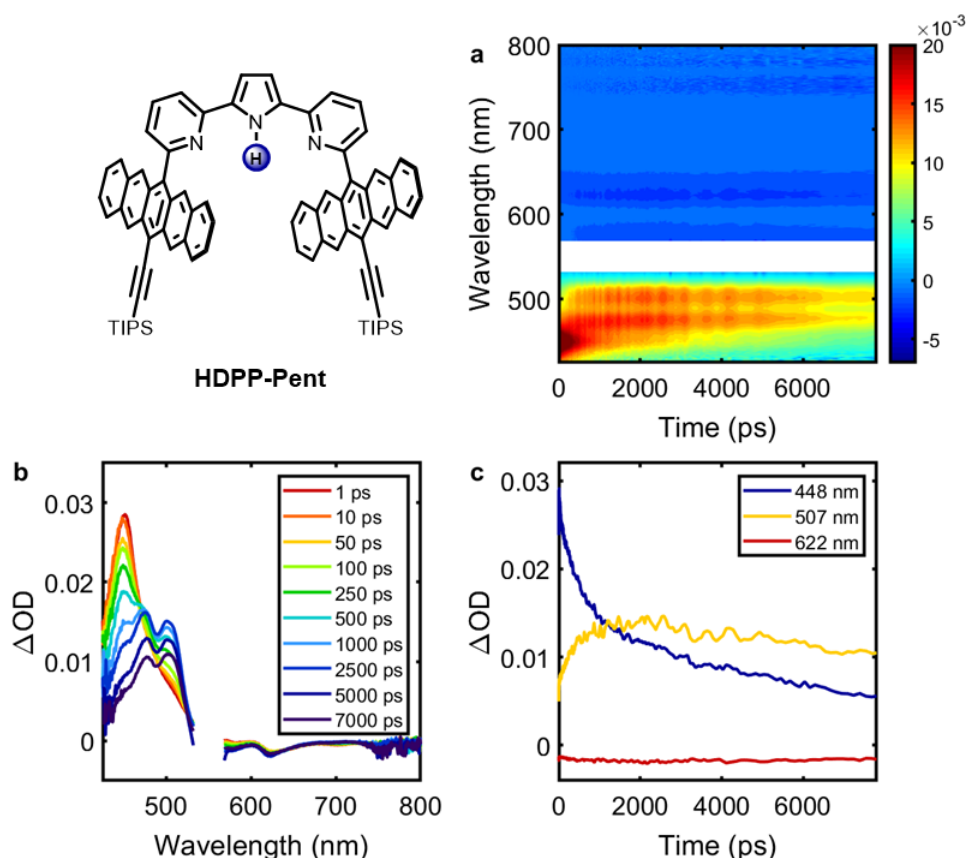 N
H
N
N
TIPS
TIPS
HDPP-Pent
a
×10⁻³
800
700
600
500
Wavelength (nm)
0
2000
4000
6000
Time (ps)
20
15
10
5
0
-5
b
ΔOD
0.03
0.02
0.01
0
500
600
700
800
Wavelength (nm)
1 ps
10 ps
50 ps
100 ps
250 ps
500 ps
1000 ps
2500 ps
5000 ps
7000 ps
c
ΔOD
0.03
0.02
0.01
0
0
2000
4000
6000
Time (ps)
448 nm
507 nm
622 nm